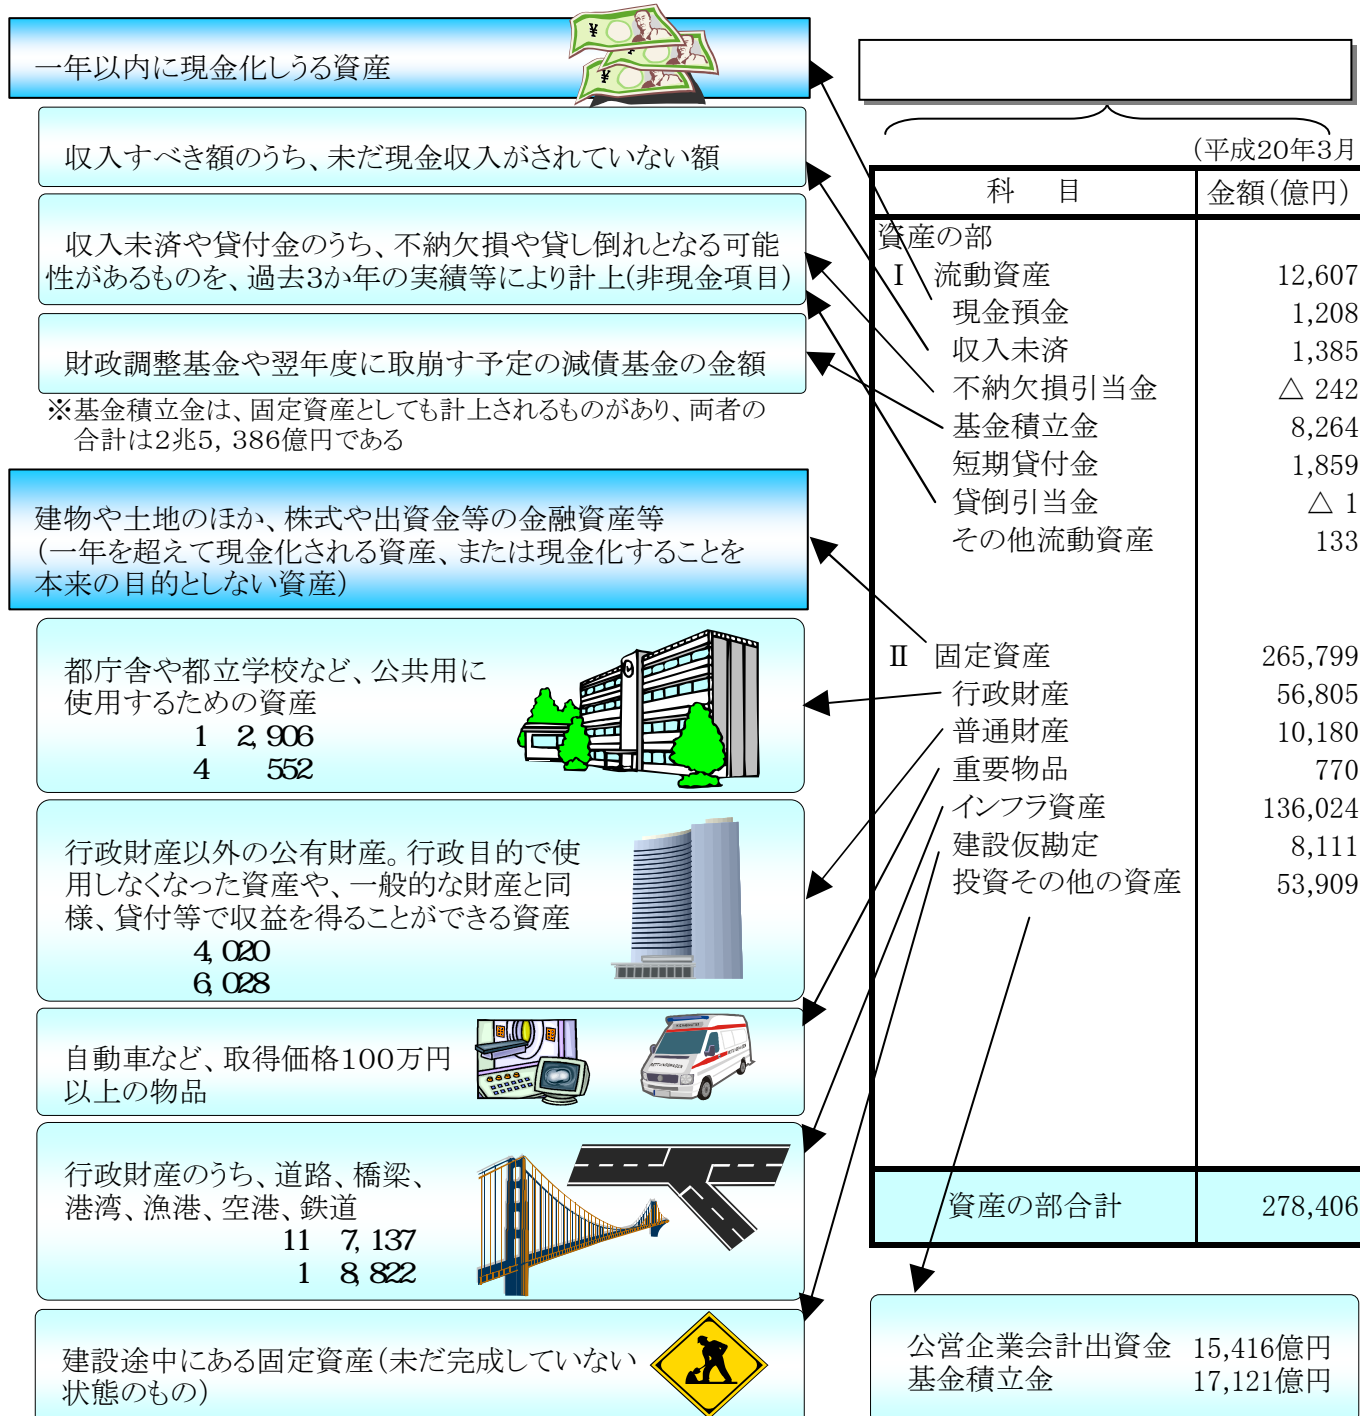 一年以内に現金化しうる資産
収入すべき額のうち、未だ現金収入がされていない額
収入未済や貸付金のうち、不納欠損や貸し倒れとなる可能
性があるものを、過去3か年の実績等により計上(非現金項目)
財政調整基金や翌年度に取崩す予定の減債基金の金額
※基金積立金は、固定資産としても計上されるものがあり、両者の
合計は2兆5,386億円である
建物や土地のほか、株式や出資金等の金融資産等
(一年を超えて現金化される資産、または現金化することを
本来の目的としない資産)
都庁舎や都立学校など、公共用に
使用するための資産
1 2,906
4 552
行政財産以外の公有財産。行政目的で使
用しなくなった資産や、一般的な財産と同
様、貸付等で収益を得ることができる資産
4,020
6,028
自動車など、取得価格100万円
以上の物品
行政財産のうち、道路、橋梁、
港湾、漁港、空港、鉄道
11 7,137
1 8,822
建設途中にある固定資産(未だ完成していない
状態のもの)
(平成20年3月
科 目 金額(億円)
資産の部
Ⅰ 流動資産 12,607
現金預金 1,208
収入未済 1,385
不納欠損引当金 △ 242
基金積立金 8,264
短期貸付金 1,859
貸倒引当金 △ 1
その他流動資産 133
Ⅱ 固定資産 265,799
行政財産 56,805
普通財産 10,180
重要物品 770
インフラ資産 136,024
建設仮勘定 8,111
投資その他の資産 53,909
資産の部合計 278,406
公営企業会計出資金 15,416億円
基金積立金 17,121億円